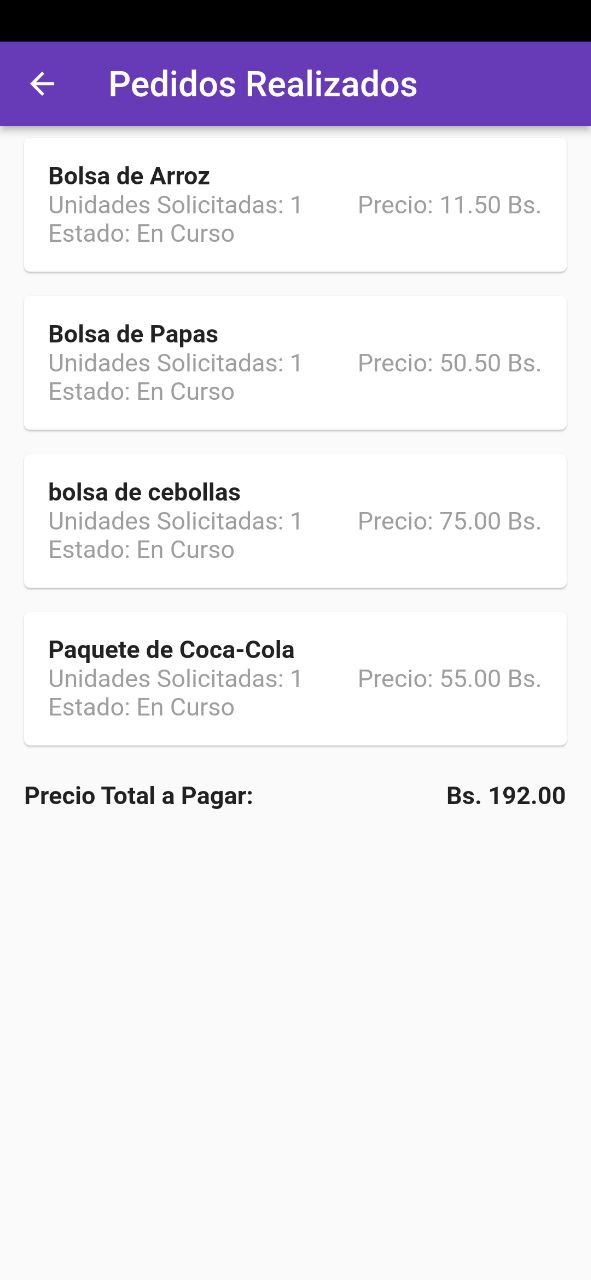 Pedidos Realizados
Bolsa de Arroz
Unidades Solicitadas: 1 Precio: 11.50 Bs.
Estado: En Curso
Bolsa de Papas
Unidades Solicitadas: 1 Precio: 50.50 Bs.
Estado: En Curso
bolsa de cebollas
Unidades Solicitadas: 1 Precio: 75.00 Bs.
Estado: En Curso
Paquete de Coca-Cola
Unidades Solicitadas: 1 Precio: 55.00 Bs.
Estado: En Curso
Precio Total a Pagar: Bs. 192.00